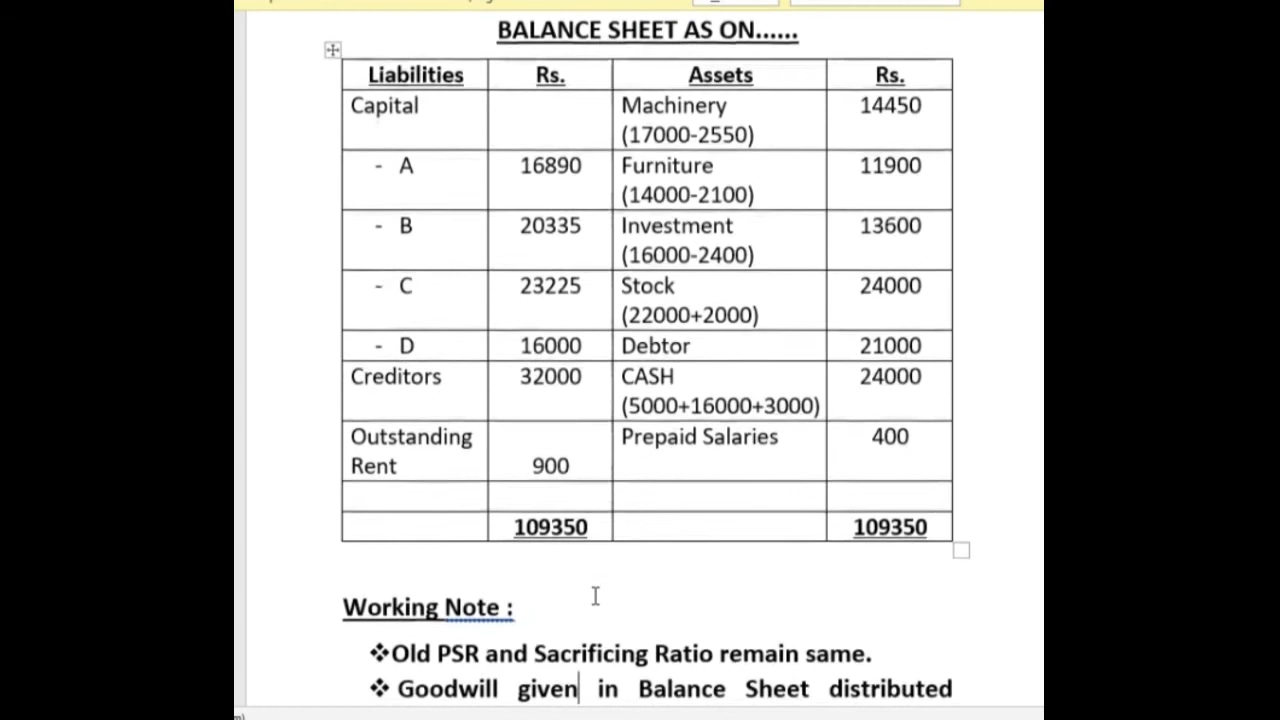 BALANCE SHEET AS ON......
Liabilities Rs. Assets Rs.
Capital Machinery 14450
(17000-2550)
- A 16890 Furniture 11900
(14000-2100)
- B 20335 Investment 13600
(16000-2400)
- C 23225 Stock 24000
(22000+2000)
- D 16000 Debtor 21000
Creditors 32000 CASH 24000
(5000+16000+3000)
Outstanding Prepaid Salaries 400
Rent 900
109350 109350
Working Note :
❖Old PSR and Sacrificing Ratio remain same.
❖ Goodwill given in Balance Sheet distributed